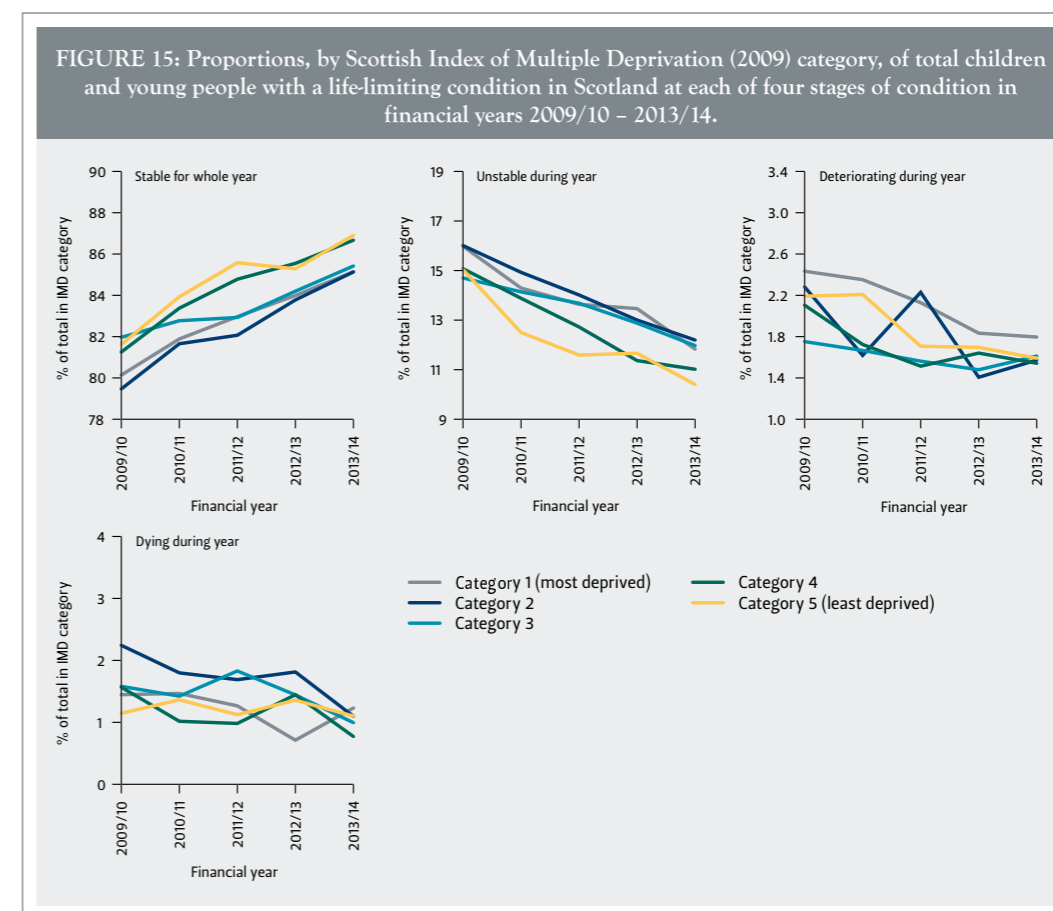 FIGURE 15: Proportions, by Scottish Index of Multiple Deprivation (2009) category, of total children
and young people with a life-limiting condition in Scotland at each of four stages of condition in
financial years 2009/10 – 2013/14.
Stable for whole year
% of total in IMD category
90
88
86
84
82
80
78
2009/10
2010/11
2011/12
2012/13
2013/14
Financial year
Unstable during year
% of total in IMD category
19
17
15
13
11
9
2009/10
2010/11
2011/12
2012/13
2013/14
Financial year
Deteriorating during year
% of total in IMD category
3.4
3.0
2.6
2.2
1.8
1.4
1.0
2009/10
2010/11
2011/12
2012/13
2013/14
Financial year
Dying during year
% of total in IMD category
4
3
2
1
0
2009/10
2010/11
2011/12
2012/13
2013/14
Financial year
Category 1 (most deprived)
Category 2
Category 3
Category 4
Category 5 (least deprived)